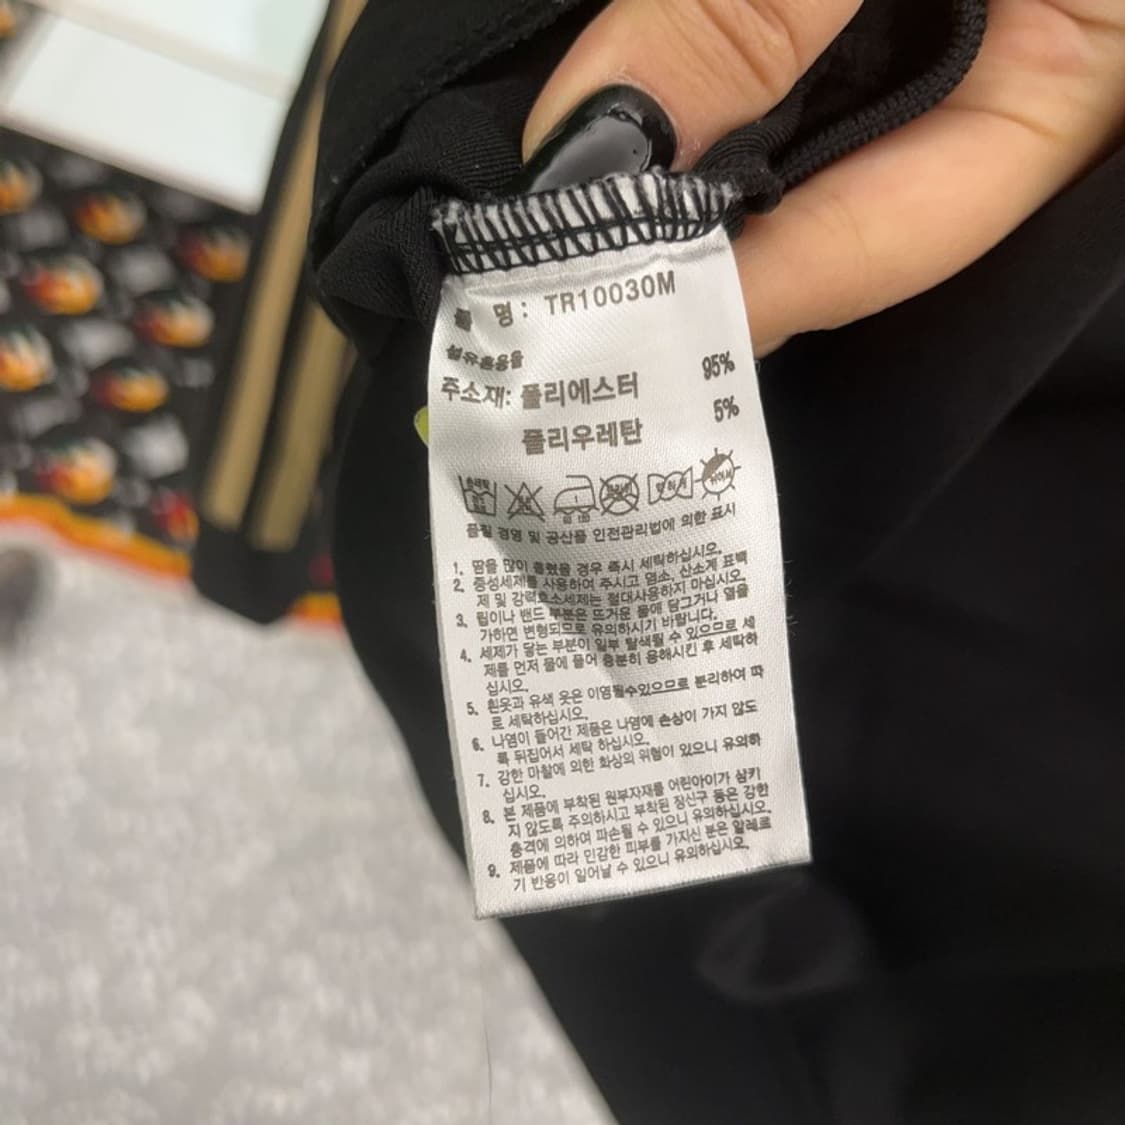 품 명: TR10030M
섬유혼용율
주소재: 폴리에스터 95%
폴리우레탄 5%
품질 경영 및 공산품 안전관리법에 의한 표시
1. 땀을 많이 흘렸을 경우 즉시 세탁하십시오.
2. 중성세제를 사용하여 주시고 염소, 산소계 표백
제 및 강력효소세제는 절대사용하지 마십시오.
3. 립이나 밴드 부분은 뜨거운 물에 담그거나 열을
가하면 변형되므로 유의하시기 바랍니다.
4. 세제가 닿는 부분이 일부 탈색될 수 있으므로 세
제를 먼저 물에 풀어 충분히 용해시킨 후 세탁하
십시오.
5. 흰옷과 유색 옷은 이염될수있으므로 분리하여 따
로 세탁하십시오.
6. 나염이 들어간 제품은 나염에 손상이 가지 않도
록 뒤집어서 세탁 하십시오.
7. 강한 마찰에 의한 화상의 위험이 있으니 유의하
십시오.
8. 본 제품에 부착된 원부자재를 어린아이가 삼키
지 않도록 주의하시고 부착된 장신구 등은 강한
충격에 의하여 파손될 수 있으니 유의하십시오.
9. 제품에 따라 민감한 피부를 가지신 분은 알레르
기 반응이 일어날 수 있으니 유의하십시오.